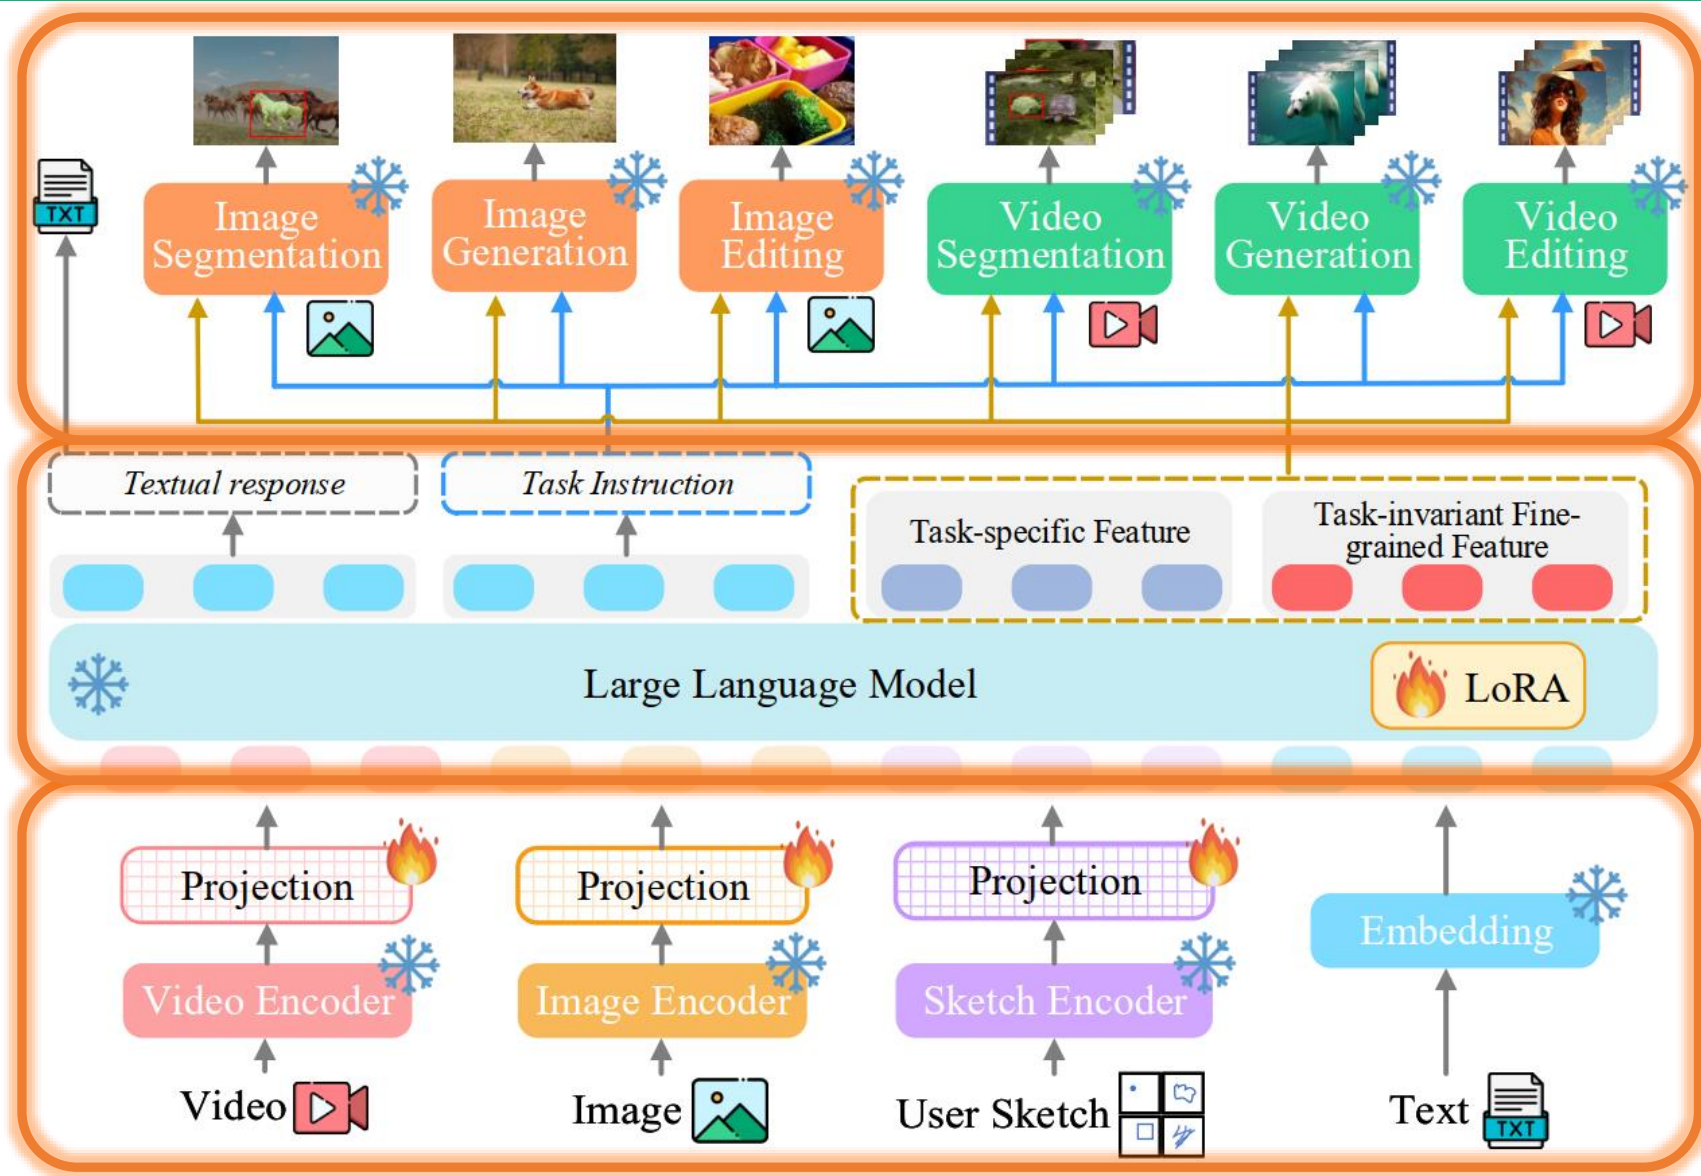 TXT
Image
Segmentation
Image
Generation
Image
Editing
Video
Segmentation
Video
Generation
Video
Editing
Textual response
Task Instruction
Task-specific Feature
Task-invariant Fine-
grained Feature
Large Language Model
LoRA
Projection
Projection
Projection
Embedding
Video Encoder
Image Encoder
Sketch Encoder
Video
Image
User Sketch
Text
TXT